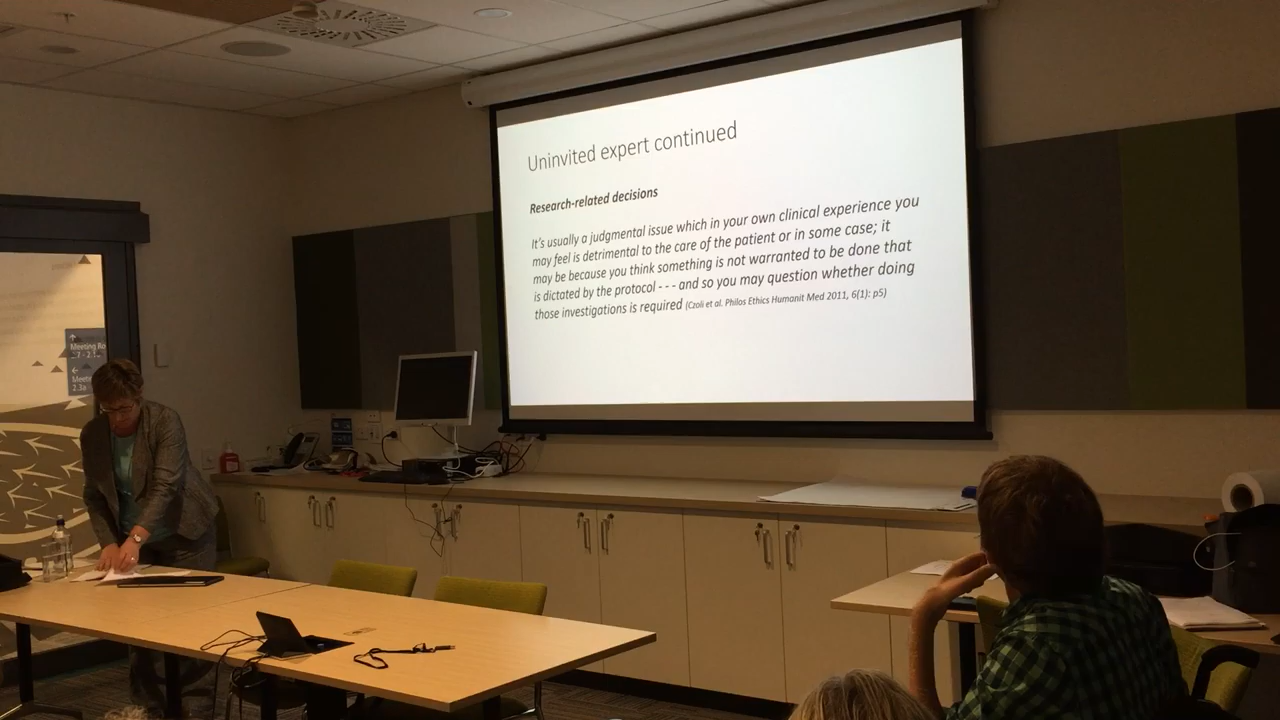 Uninvited expert continued
Research-related decisions
It's usually a judgmental issue which in your own clinical experience you
may feel is detrimental to the care of the patient or in some case; it
may be because you think something is not warranted to be done that
is dictated by the protocol - - - and so you may question whether doing
those investigations is required (Czoli et al. Philos Ethics Humanit Med 2011, 6(1): p5)
Meeting
2.3a